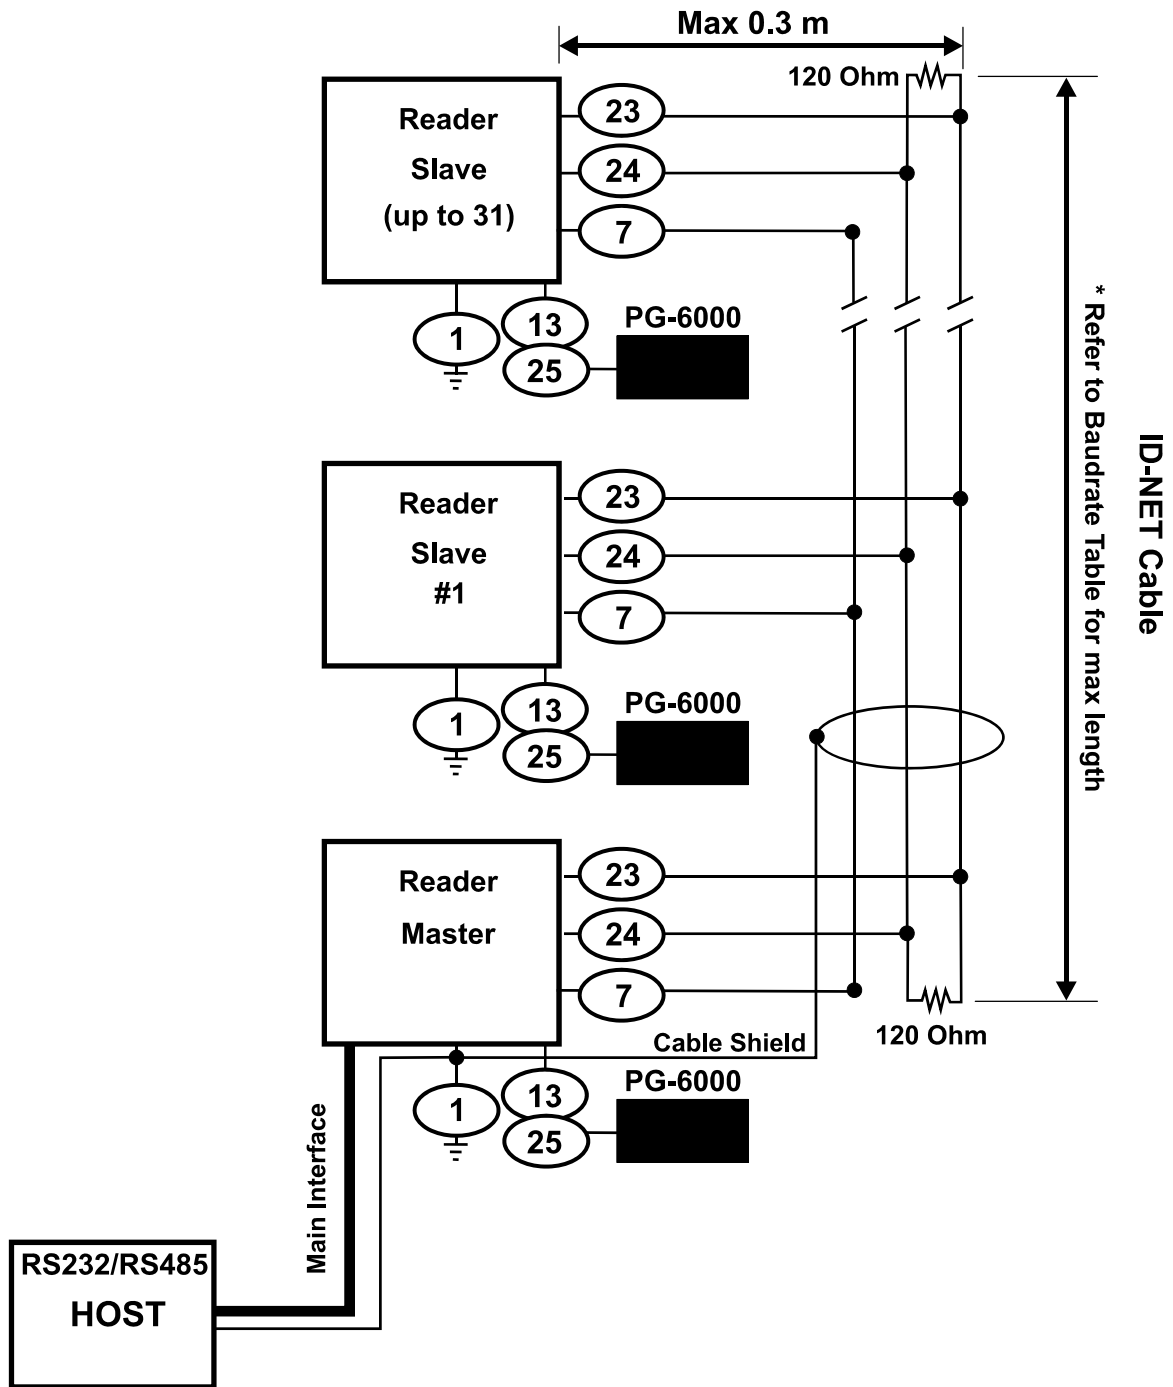 Max 0.3 m
120 Ohm
Reader
Slave
(up to 31)
23
24
7
1
13
25
PG-6000
Reader
Slave
#1
23
24
7
1
13
25
PG-6000
Reader
Master
23
24
7
120 Ohm
Cable Shield
1
13
25
PG-6000
Main Interface
RS232/RS485
HOST
* Refer to Baudrate Table for max length
ID-NET Cable